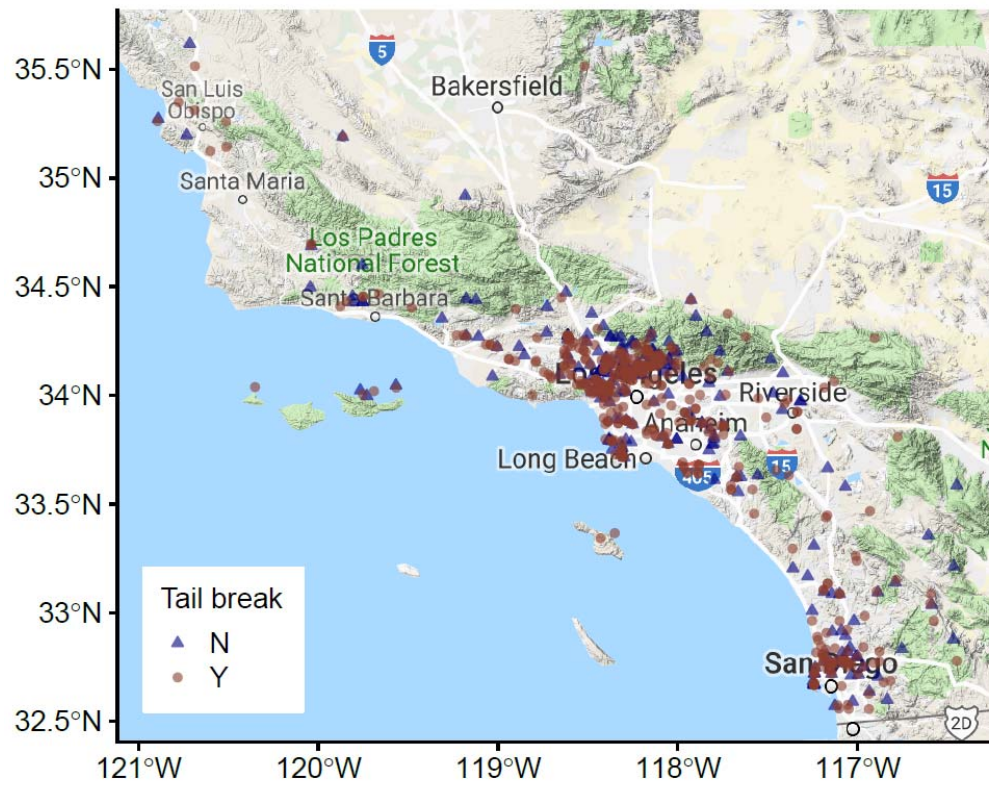 35.5°N
35°N
34.5°N
34°N
33.5°N
33°N
32.5°N
121°W
120°W
119°W
118°W
117°W
5
Bakersfield
San Luis
Obispo
15
Santa Maria
Los Padres
National Forest
Santa Barbara
Los Angeles
Riverside
Anaheim
Long Beach
405
15
N
San Diego
2D
Tail break
N
Y